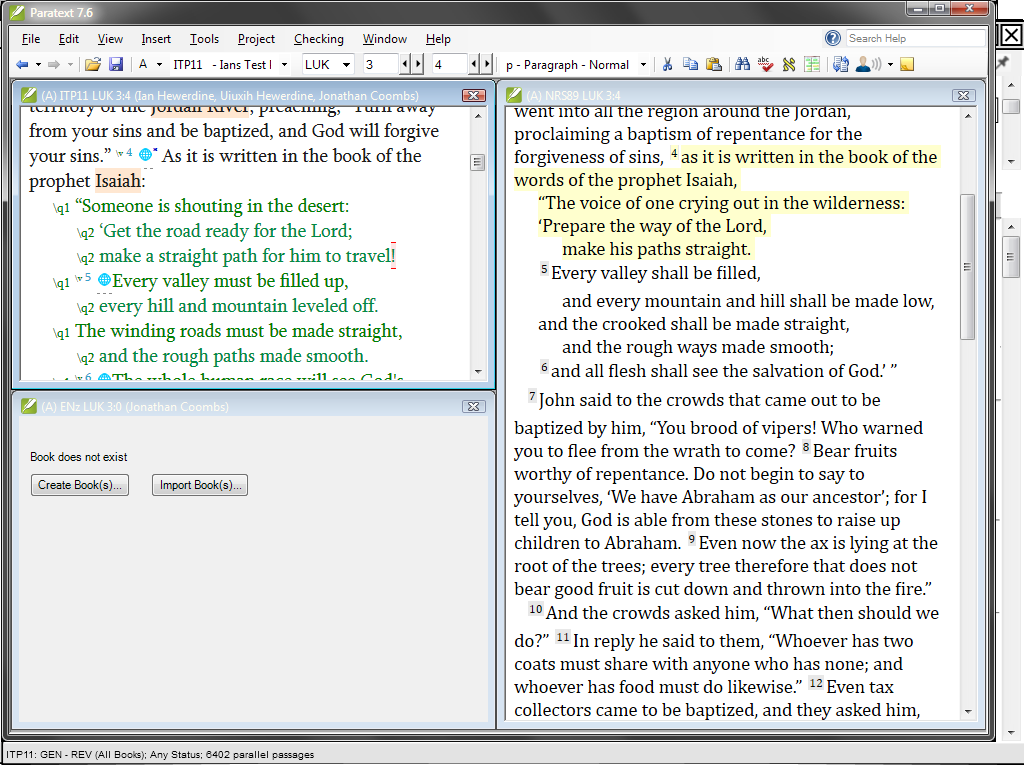 Paratext 7.6
File Edit View Insert Tools Project Checking Window Help
Search Help
A ITP11 - Ians Test I LUK 3 4 p - Paragraph - Normal
(A) ITP11 LUK 3:4 (Ian Hewerdine, Uiuxih Hewerdine, Jonathan Coombs)
territory of the Jordan River, preaching, “Turn away
from your sins and be baptized, and God will forgive
your sins.” \v 4 As it is written in the book of the
prophet Isaiah:
\q1 “Someone is shouting in the desert:
\q2 ‘Get the road ready for the Lord;
\q2 make a straight path for him to travel!
\q1 \v 5 Every valley must be filled up,
\q2 every hill and mountain leveled off.
\q1 The winding roads must be made straight,
\q2 and the rough paths made smooth.
\q1 \v 6 The whole human race will see God's
(A) ENz LUK 3:0 (Jonathan Coombs)
Book does not exist
Create Book(s)... Import Book(s)...
(A) NRS89 LUK 3:4
went into all the region around the Jordan,
proclaiming a baptism of repentance for the
forgiveness of sins, 4 as it is written in the book of the
words of the prophet Isaiah,
“The voice of one crying out in the wilderness:
‘Prepare the way of the Lord,
make his paths straight.
5 Every valley shall be filled,
and every mountain and hill shall be made low,
and the crooked shall be made straight,
and the rough ways made smooth;
6 and all flesh shall see the salvation of God.’ ”
7 John said to the crowds that came out to be
baptized by him, “You brood of vipers! Who warned
you to flee from the wrath to come? 8 Bear fruits
worthy of repentance. Do not begin to say to
yourselves, ‘We have Abraham as our ancestor’; for I
tell you, God is able from these stones to raise up
children to Abraham. 9 Even now the ax is lying at the
root of the trees; every tree therefore that does not
bear good fruit is cut down and thrown into the fire.”
10 And the crowds asked him, “What then should we
do?” 11 In reply he said to them, “Whoever has two
coats must share with anyone who has none; and
whoever has food must do likewise.” 12 Even tax
collectors came to be baptized, and they asked him,
ITP11: GEN - REV (All Books); Any Status; 6402 parallel passages